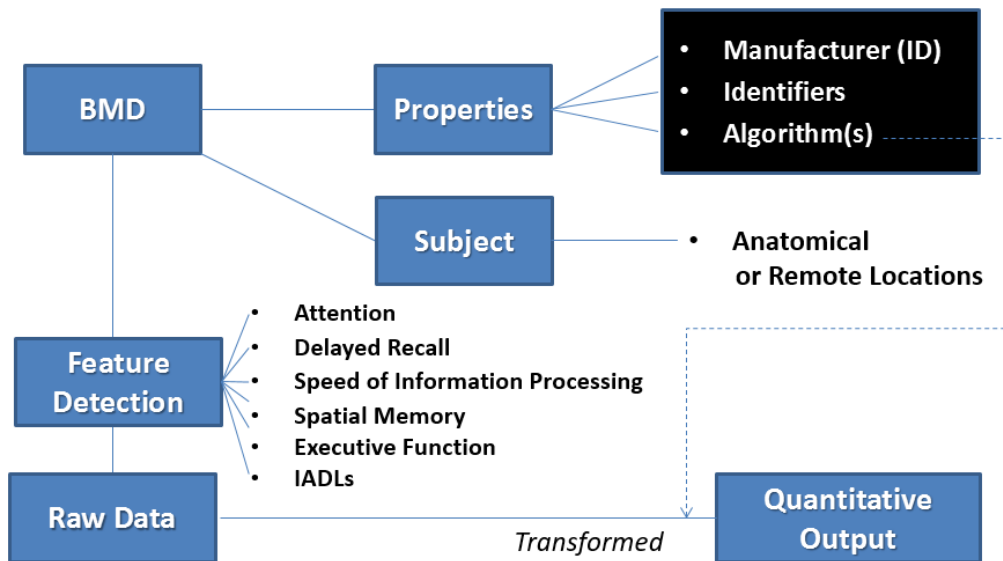 BMD
Properties
• Manufacturer (ID)
• Identifiers
• Algorithm(s)
Subject
• Anatomical
or Remote Locations
Feature
Detection
• Attention
• Delayed Recall
• Speed of Information Processing
• Spatial Memory
• Executive Function
• IADLs
Raw Data
Transformed
Quantitative
Output